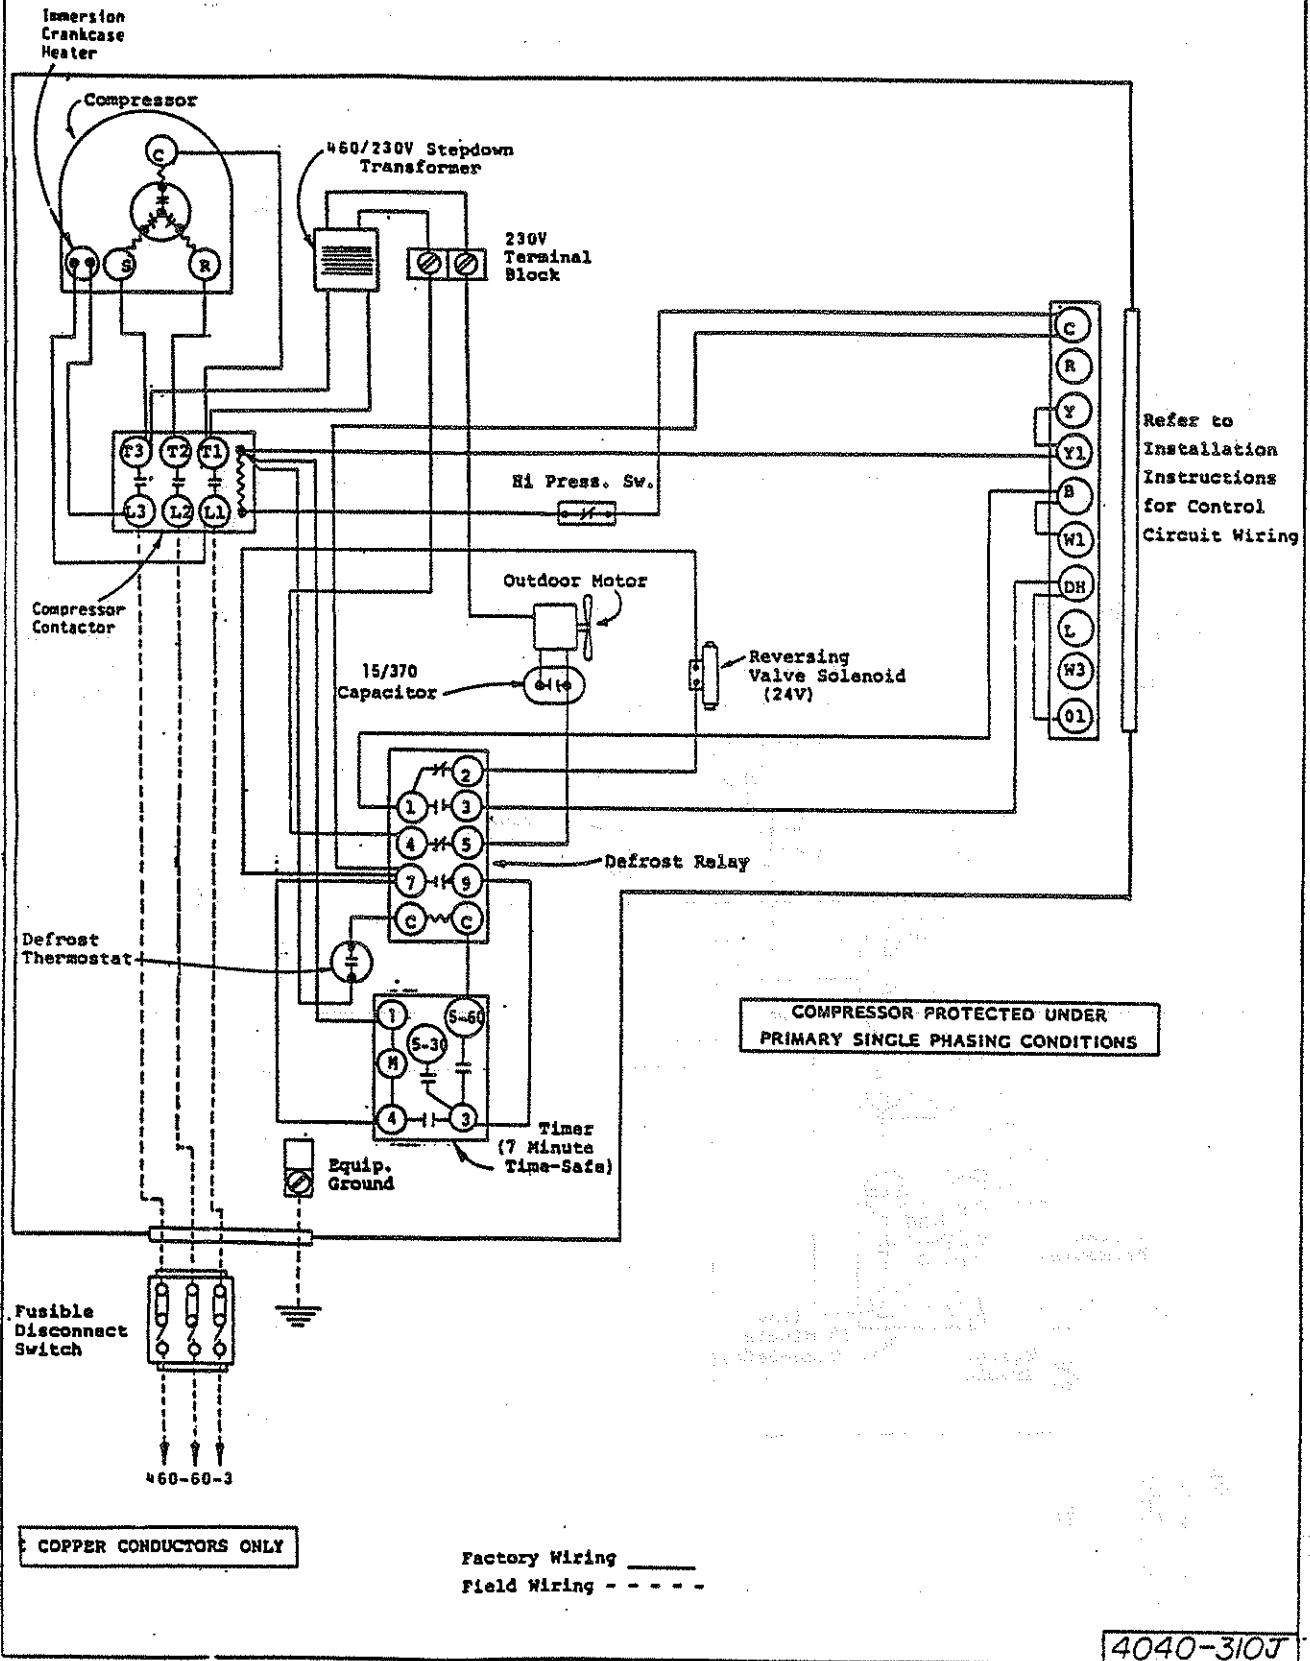 Immersion
Crankcase
Heater
Compressor
C
S
R
460/230V Stepdown
Transformer
230V
Terminal
Block
C
R
Y
Y1
B
W1
DH
L
W3
O1
Refer to
Installation
Instructions
for Control
Circuit Wiring
T3
T2
T1
L3
L2
L1
Hi Press. Sw.
Compressor
Contactor
Outdoor Motor
15/370
Capacitor
Reversing
Valve Solenoid
(24V)
2
1
3
4
5
7
9
C
C
Defrost Relay
Defrost
Thermostat
1
5-60
5-30
M
4
3
Timer
(7 Minute
Time-Safe)
COMPRESSOR PROTECTED UNDER
PRIMARY SINGLE PHASING CONDITIONS
Equip.
Ground
Fusible
Disconnect
Switch
460-60-3
COPPER CONDUCTORS ONLY
Factory Wiring
Field Wiring
4040-310J